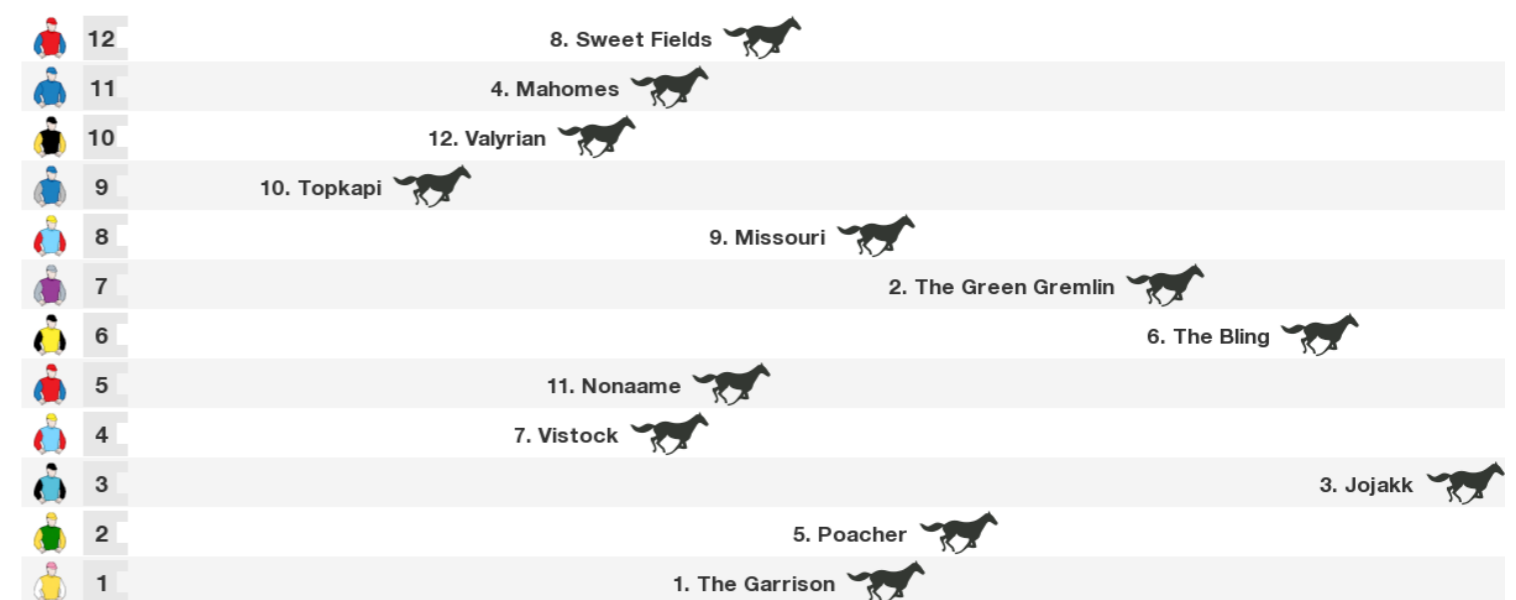 12 8. Sweet Fields
11 4. Mahomes
10 12. Valyrian
9 10. Topkapi
8 9. Missouri
7 2. The Green Gremlin
6 6. The Bling
5 11. Nonaame
4 7. Vistock
3 3. Jojakk
2 5. Poacher
1 1. The Garrison